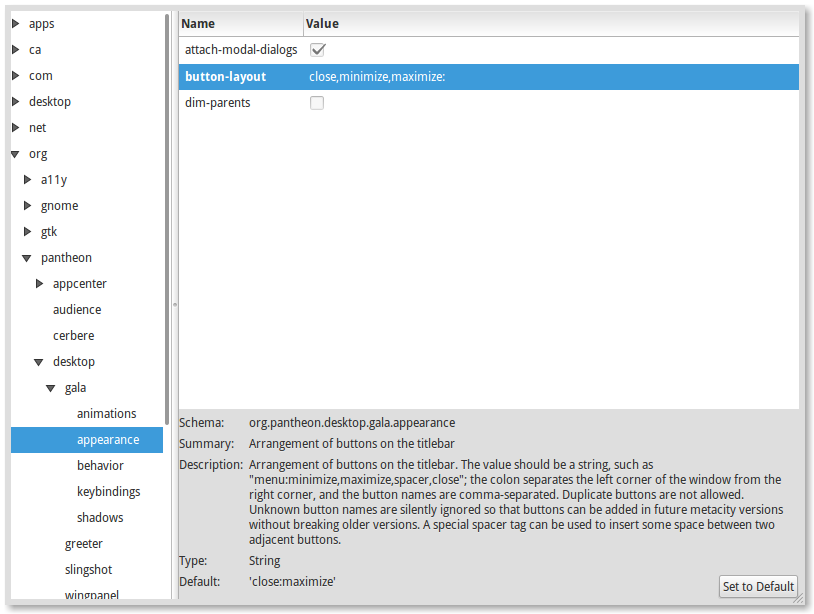 apps
ca
com
desktop
net
org
a11y
gnome
gtk
pantheon
appcenter
audience
cerbere
desktop
gala
animations
appearance
behavior
keybindings
shadows
greeter
slingshot
wingpanel
Name Value
attach-modal-dialogs
button-layout close,minimize,maximize:
dim-parents
Schema: org.pantheon.desktop.gala.appearance
Summary: Arrangement of buttons on the titlebar
Description: Arrangement of buttons on the titlebar. The value should be a string, such as
"menu:minimize,maximize,spacer,close"; the colon separates the left corner of the window from the
right corner, and the button names are comma-separated. Duplicate buttons are not allowed.
Unknown button names are silently ignored so that buttons can be added in future metacity versions
without breaking older versions. A special spacer tag can be used to insert some space between two
adjacent buttons.
Type: String
Default: 'close:maximize'
Set to Default